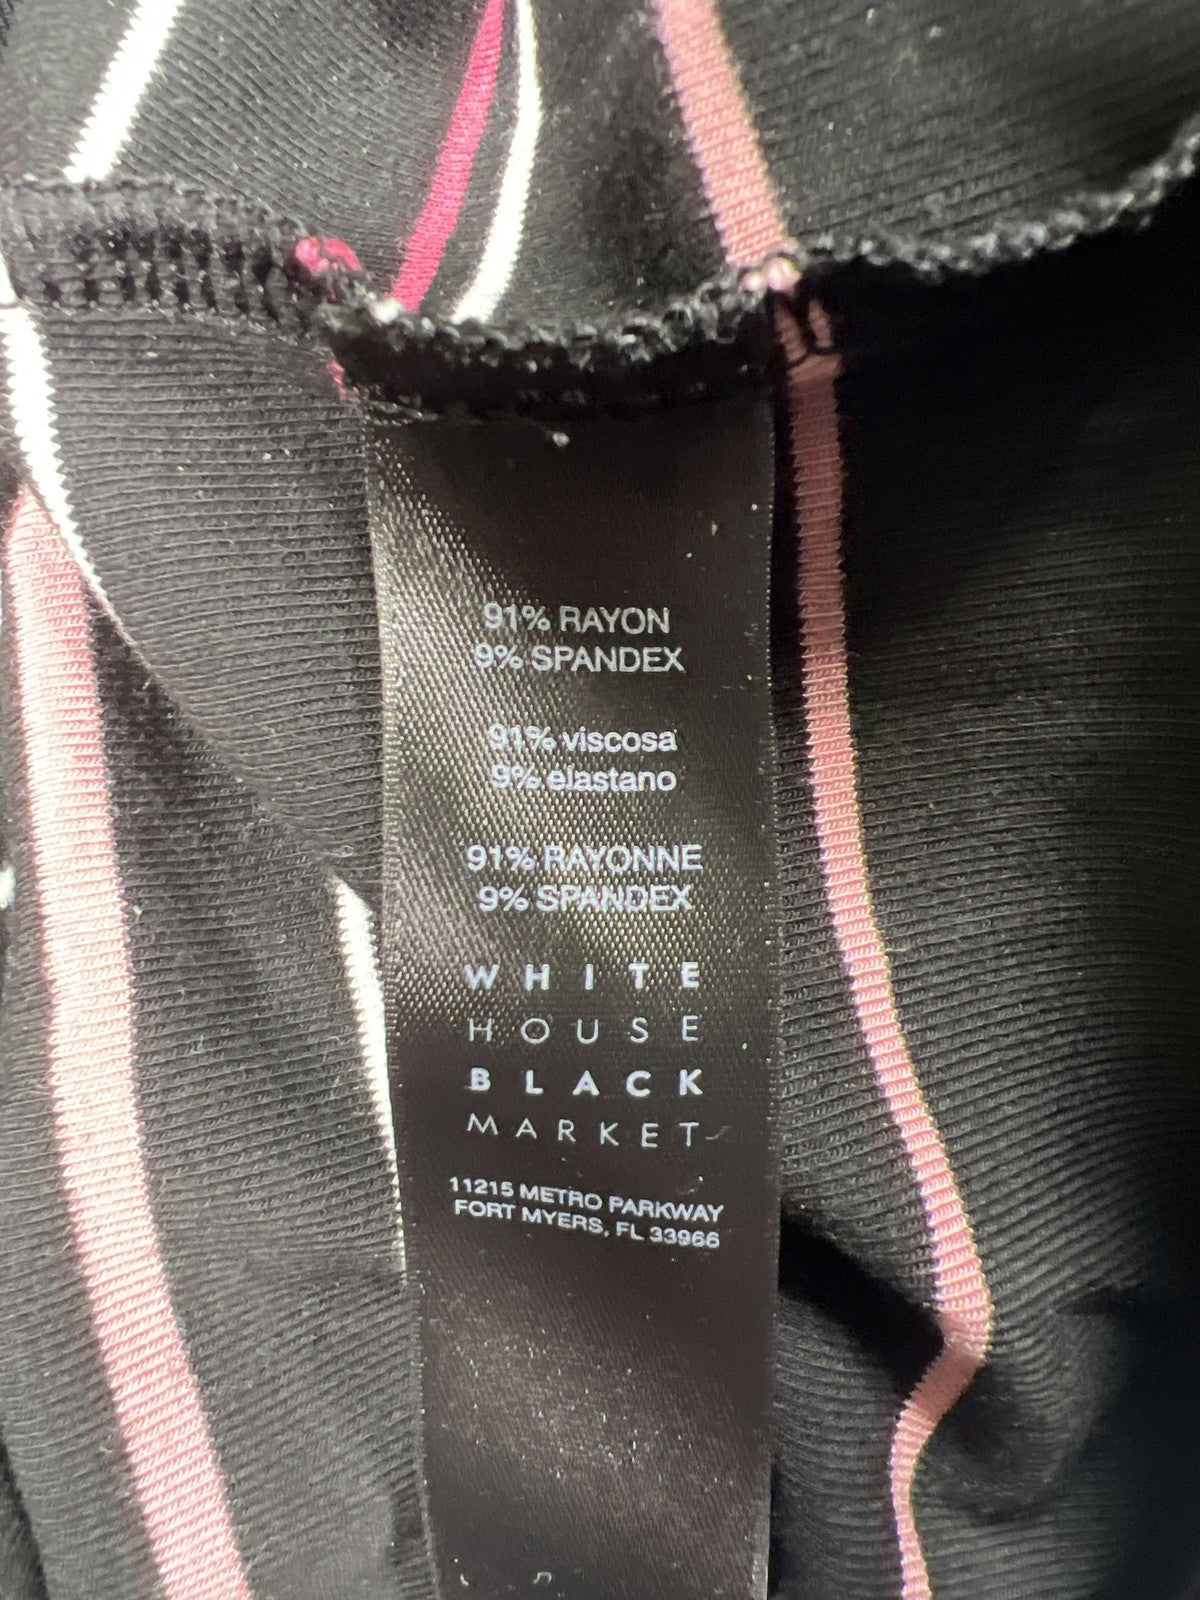 91% RAYON
9% SPANDEX
91% viscosa
9% elastano
91% RAYONNE
9% SPANDEX
WHITE
HOUSE
BLACK
MARKET
11215 METRO PARKWAY
FORT MYERS, FL 33966